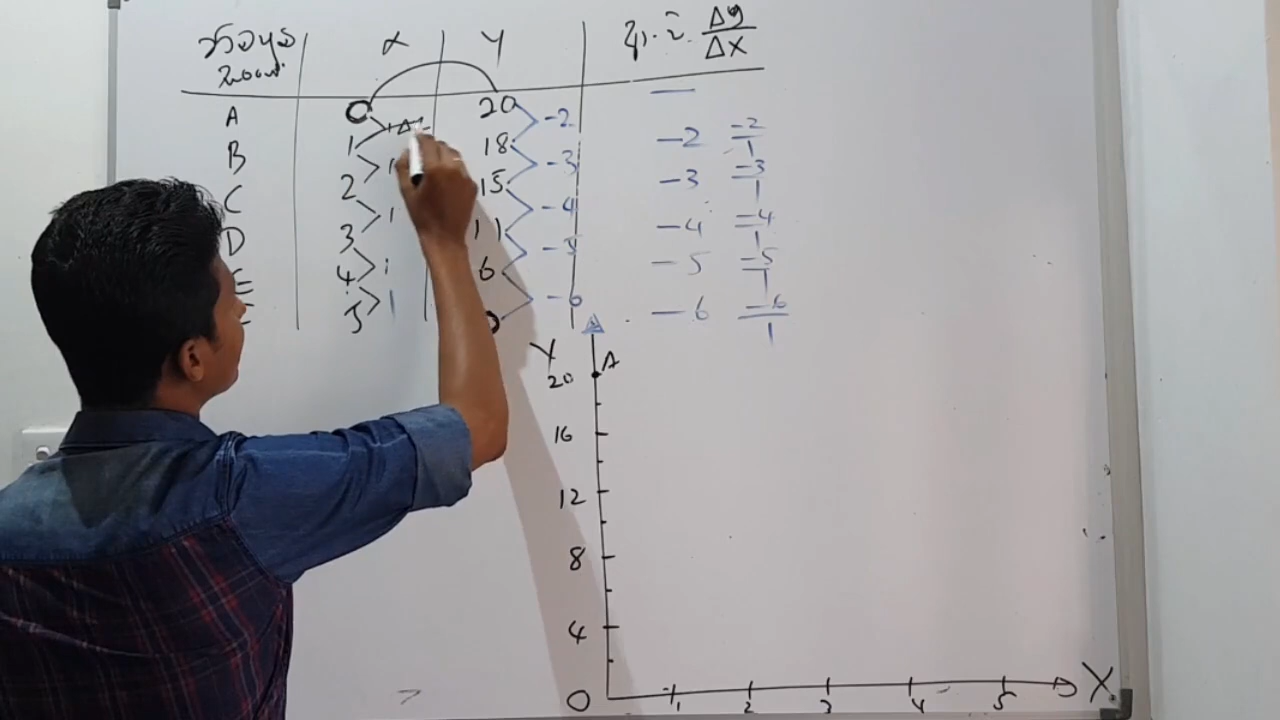 X Y Δy
ΔX
A 0 20 -2
B 1 18 -3 -2 -2/1
C 2 15 -4 -3 -3/1
D 3 11 -5 -4 -4/1
E 4 6 -6 -5 -5/1
5 0 -6 -6/1
Y
20 A
16
12
8
4
0 1 2 3 4 5 X